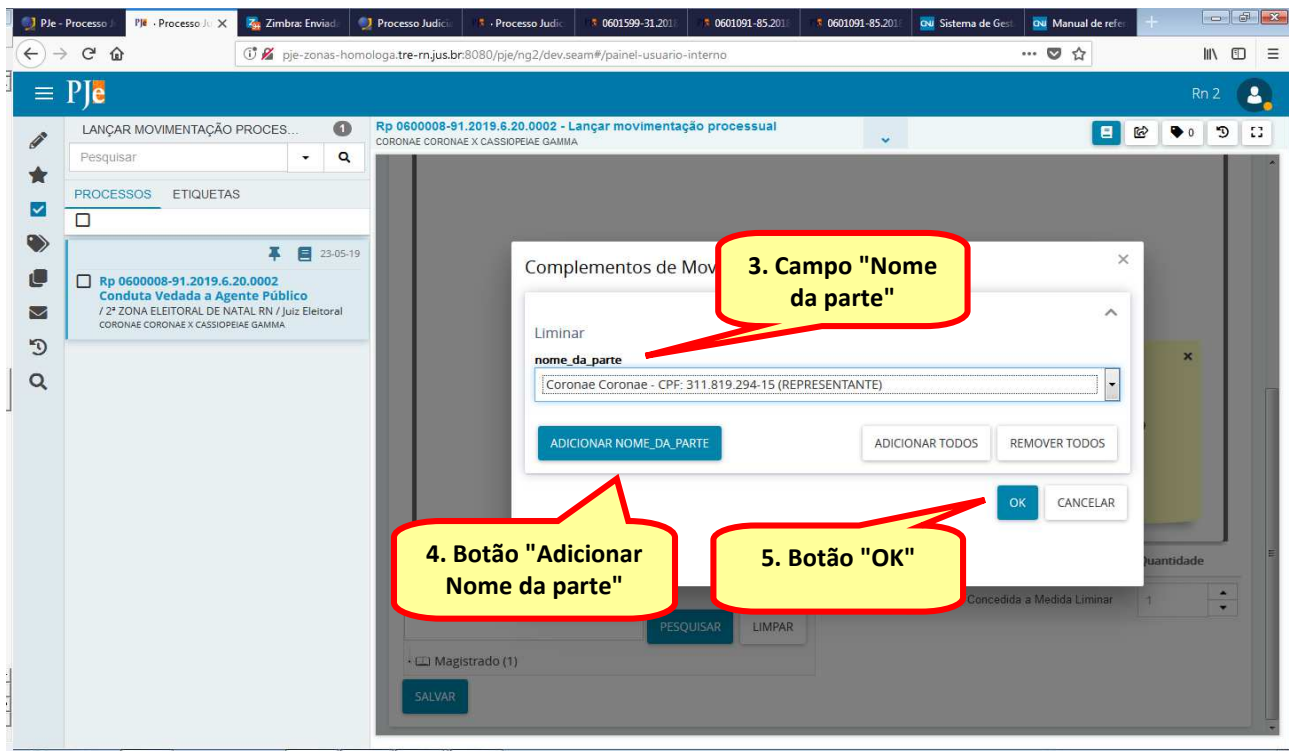 PJe - Processo J
PJe · Processo Ju X
Zimbra: Enviad
Processo Judicia
· Processo Judic
0601599-31.201
0601091-85.201
0601091-85.201
CNJ Sistema de Gest
CNJ Manual de refe
pje-zonas-homologa.tre-rn.jus.br:8080/pje/ng2/dev.seam#/painel-usuario-interno
PJe
Rn 2
LANÇAR MOVIMENTAÇÃO PROCES... 1
Pesquisar
PROCESSOS ETIQUETAS
23-05-19
Rp 0600008-91.2019.6.20.0002
Conduta Vedada a Agente Público
/ 2ª ZONA ELEITORAL DE NATAL RN / Juiz Eleitoral
CORONAE CORONAE X CASSIOPEIAE GAMMA
Rp 0600008-91.2019.6.20.0002 - Lançar movimentação processual
CORONAE CORONAE X CASSIOPEIAE GAMMA
0
Complementos de Mov
3. Campo "Nome
da parte"
Liminar
nome_da_parte
Coronae Coronae - CPF: 311.819.294-15 (REPRESENTANTE)
ADICIONAR NOME_DA_PARTE
ADICIONAR TODOS
REMOVER TODOS
OK
CANCELAR
4. Botão "Adicionar
Nome da parte"
5. Botão "OK"
Quantidade
Concedida a Medida Liminar
1
PESQUISAR
LIMPAR
Magistrado (1)
SALVAR